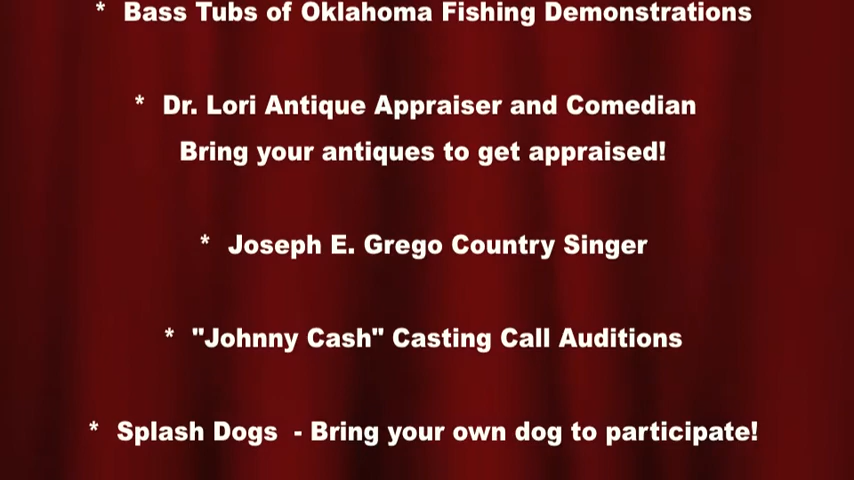 * Bass Tubs of Oklahoma Fishing Demonstrations
* Dr. Lori Antique Appraiser and Comedian
Bring your antiques to get appraised!
* Joseph E. Grego Country Singer
* "Johnny Cash" Casting Call Auditions
* Splash Dogs - Bring your own dog to participate!